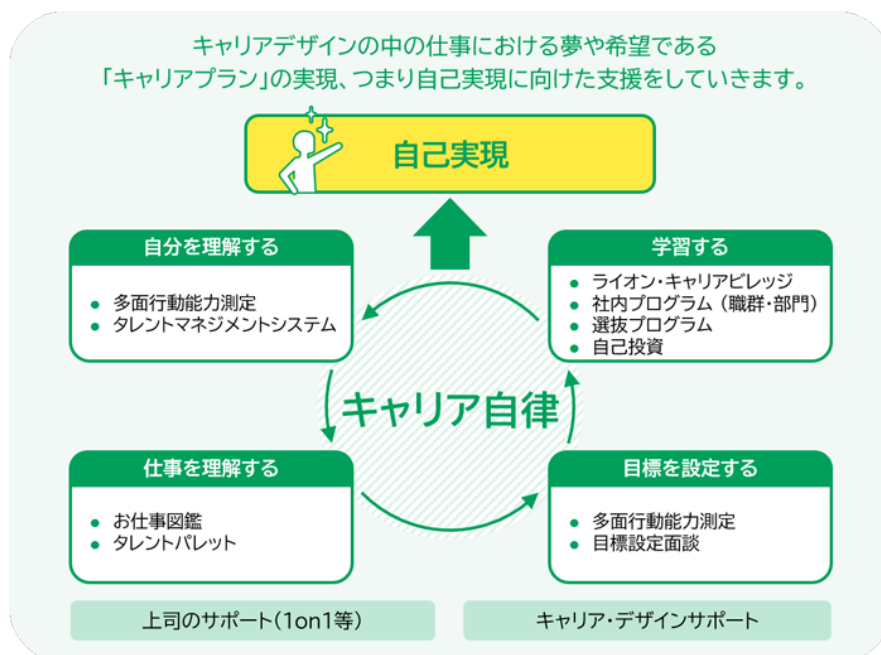 キャリアデザインの中の仕事における夢や希望である
「キャリアプラン」の実現、つまり自己実現に向けた支援をしていきます。
自己実現
自分を理解する
• 多面行動能力測定
• タレントマネジメントシステム
学習する
• ライオン・キャリアビレッジ
• 社内プログラム（職群・部門）
• 選抜プログラム
• 自己投資
キャリア自律
仕事を理解する
• お仕事図鑑
• タレントパレット
目標を設定する
• 多面行動能力測定
• 目標設定面談
上司のサポート（1on1等）
キャリア・デザインサポート